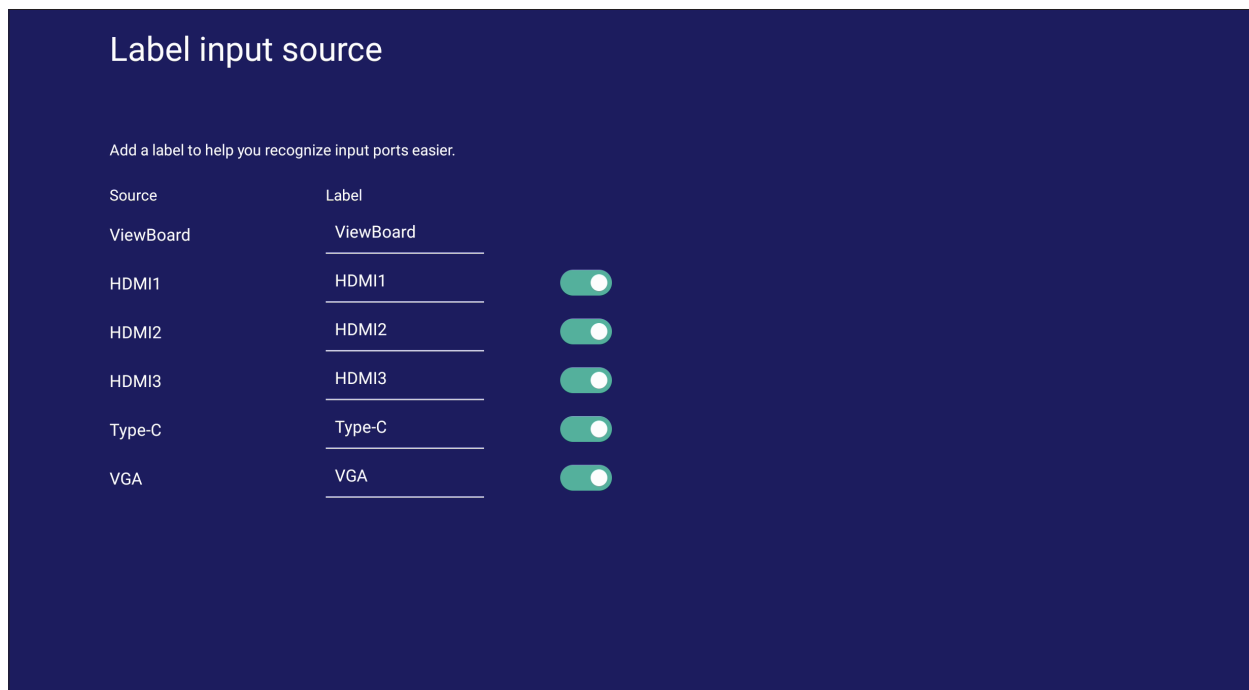 Label input source
Add a label to help you recognize input ports easier.
Source Label
ViewBoard ViewBoard
HDMI1 HDMI1
HDMI2 HDMI2
HDMI3 HDMI3
Type-C Type-C
VGA VGA